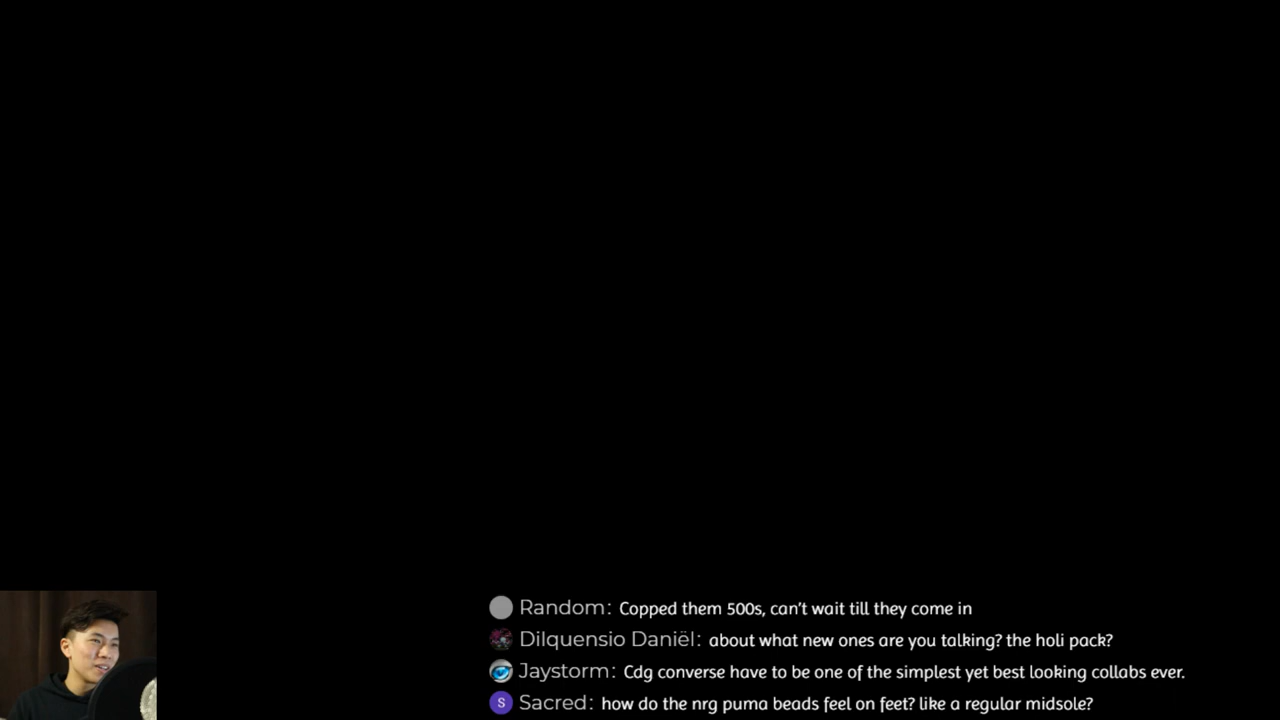 Random: Copped them 500s, can't wait till they come in
Dilquensio Daniël: about what new ones are you talking? the holi pack?
Jaystorm: Cdg converse have to be one of the simplest yet best looking collabs ever.
S Sacred: how do the nrg puma beads feel on feet? like a regular midsole?